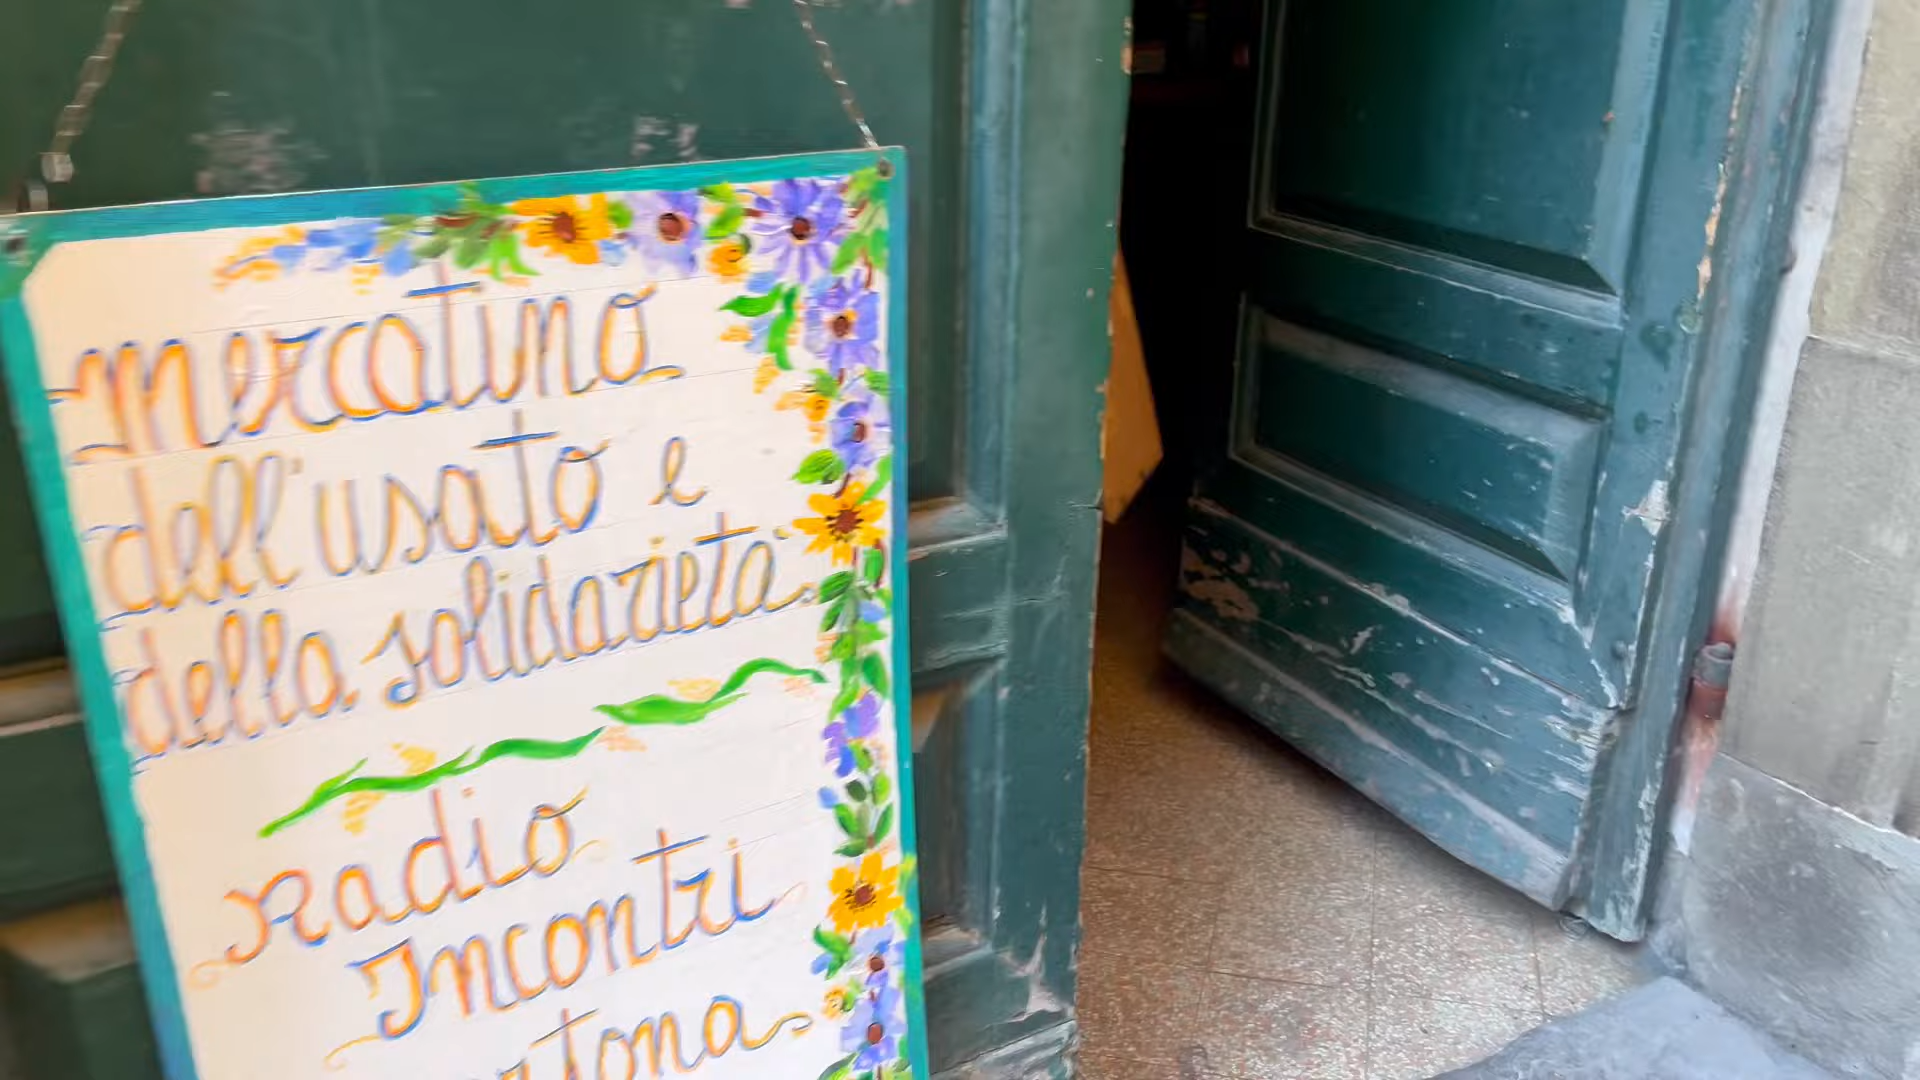 Mercatino
dell'usato e
della solidarietà
Radio
Incontri